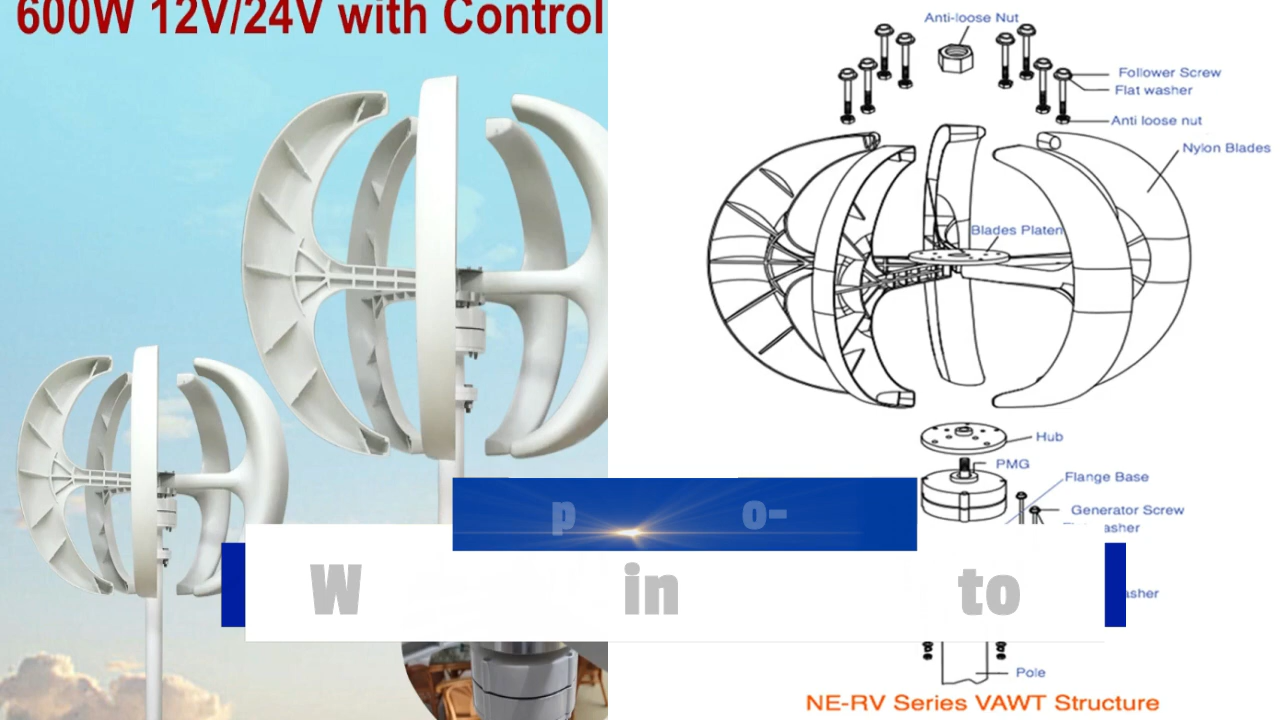 600W 12V/24V with Control
Anti-loose Nut
Follower Screw
Flat washer
Anti loose nut
Nylon Blades
Blades Platen
Hub
PMG
Flange Base
Generator Screw
asher
p o-
W in to
asher
Pole
NE-RV Series VAWT Structure